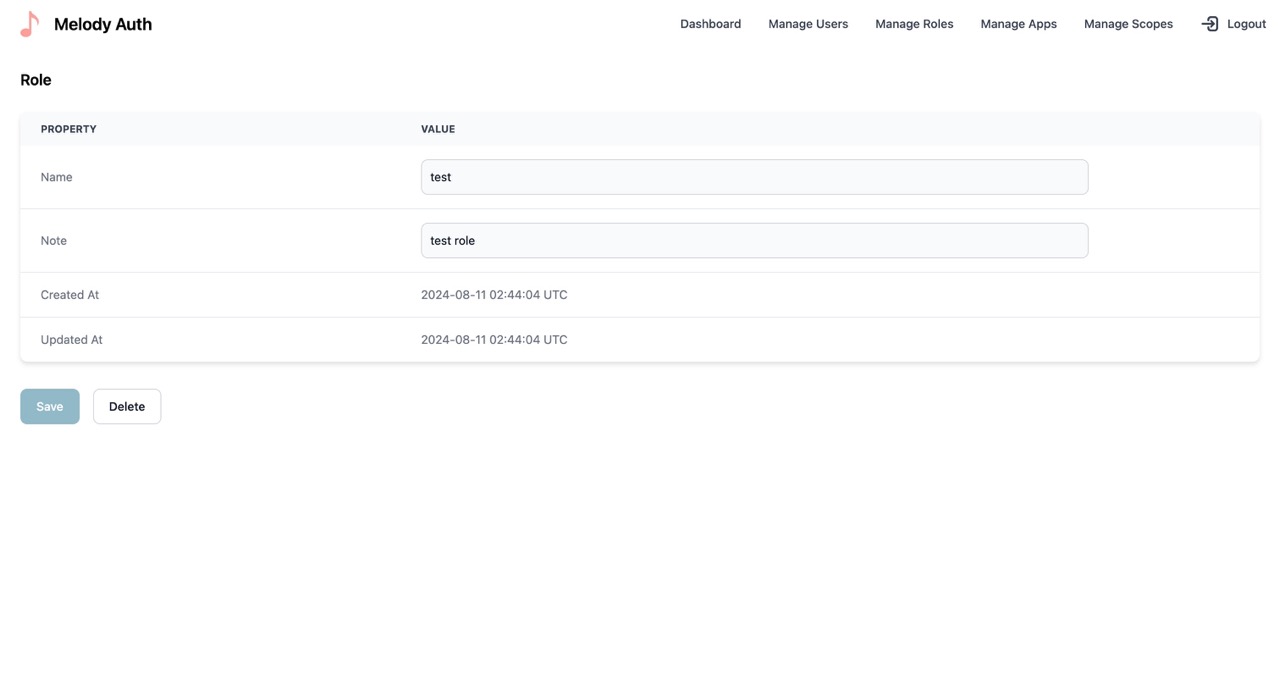 Melody Auth
Dashboard Manage Users Manage Roles Manage Apps Manage Scopes Logout
Role
PROPERTY VALUE
Name test
Note test role
Created At 2024-08-11 02:44:04 UTC
Updated At 2024-08-11 02:44:04 UTC
Save Delete